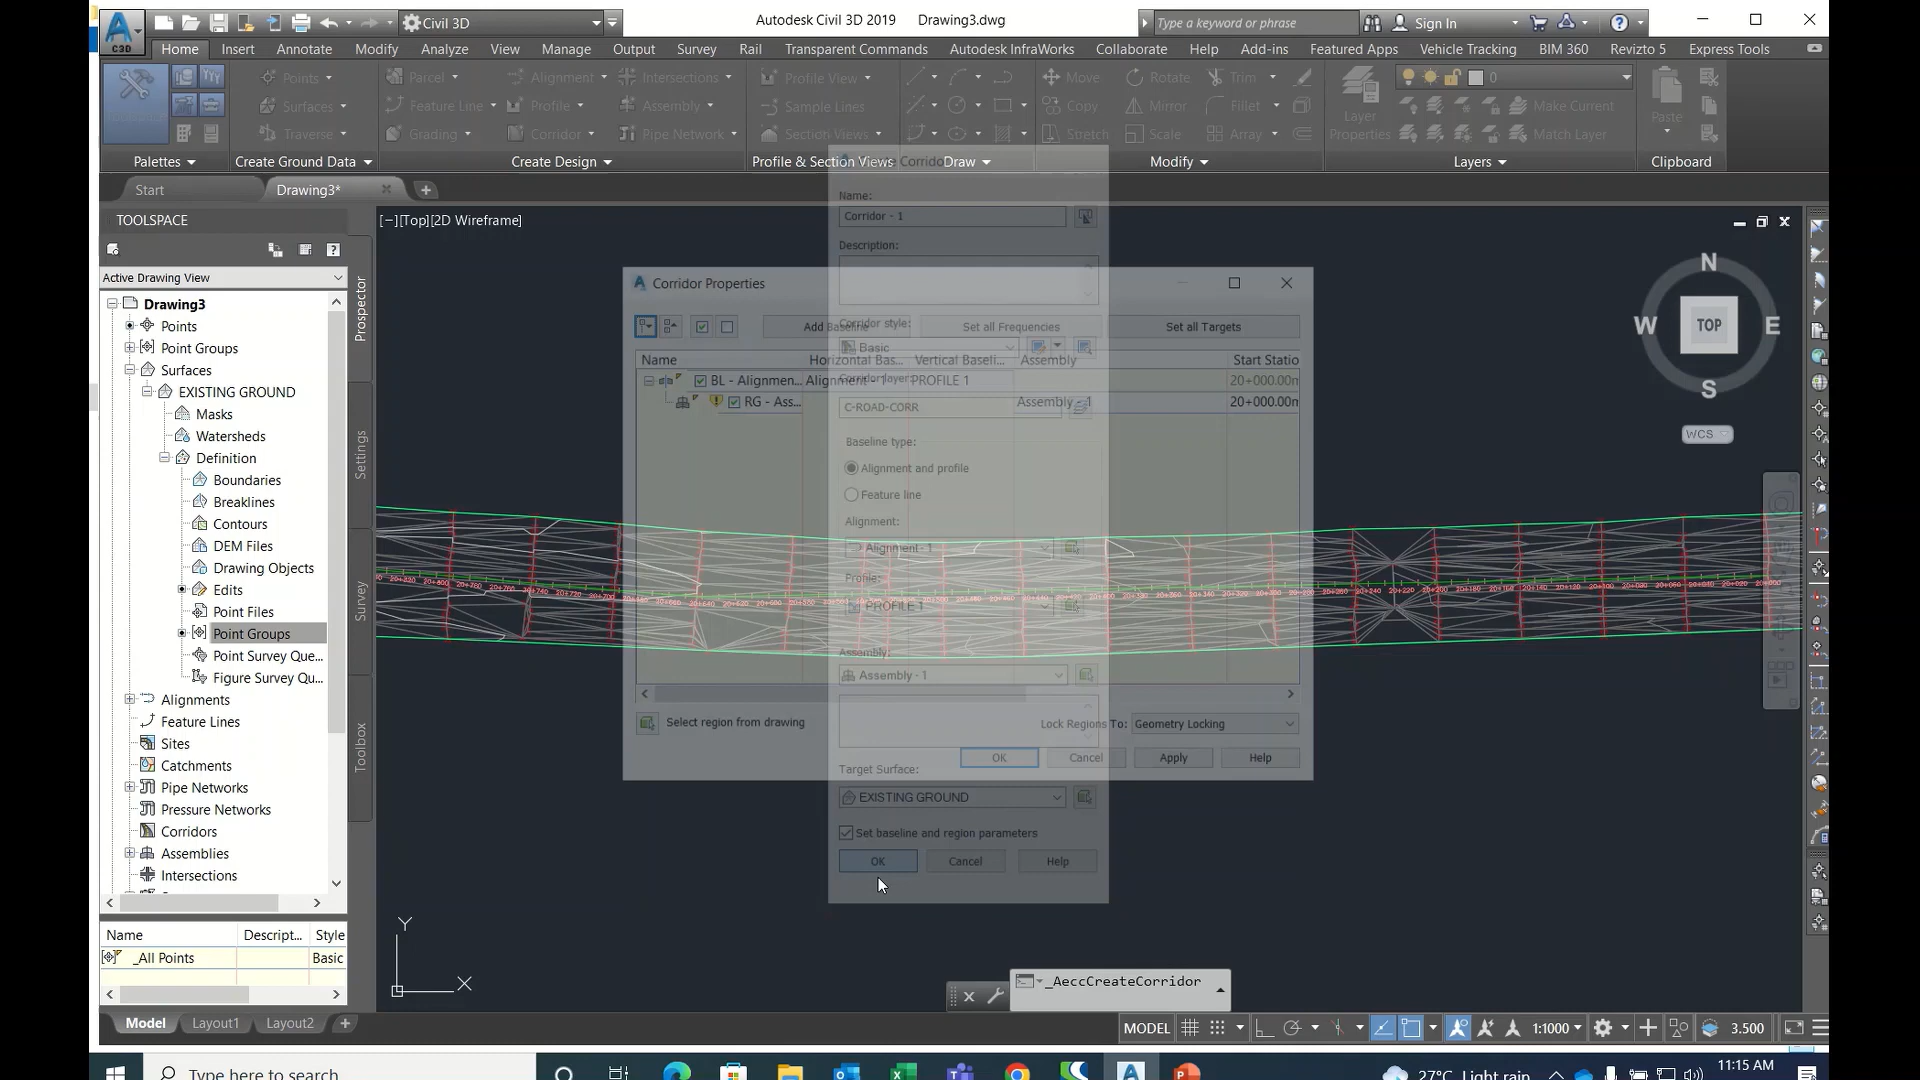 Civil 3D
Autodesk Civil 3D 2019 Drawing3.dwg
Type a keyword or phrase
Sign In
C3D
Home Insert Annotate Modify Analyze View Manage Output Survey Rail Transparent Commands Autodesk InfraWorks Collaborate Help Add-ins Featured Apps Vehicle Tracking BIM 360 Revizto 5 Express Tools
Points Parcel Alignment Intersections Profile View Move Rotate Trim 0
Surfaces Feature Line Profile Assembly Sample Lines Copy Mirror Fillet Make Current
Traverse Grading Corridor Pipe Network Section Views Stretch Scale Array Layer Properties Match Layer Paste
Palettes Create Ground Data Create Design Profile & Section Views Draw Modify Layers Clipboard
Start Drawing3*
TOOLSPACE
[−][Top][2D Wireframe]
Active Drawing View
Drawing3
Points
Point Groups
Surfaces
EXISTING GROUND
Masks
Watersheds
Definition
Boundaries
Breaklines
Contours
DEM Files
Drawing Objects
Edits
Point Files
Point Groups
Point Survey Que...
Figure Survey Qu...
Alignments
Feature Lines
Sites
Catchments
Pipe Networks
Pressure Networks
Corridors
Assemblies
Intersections
Name Descript... Style
_All Points Basic
Prospector
Settings
Survey
Toolbox
Name:
Corridor - 1
Description:
Corridor style:
Basic
Corridor layer:
C-ROAD-CORR
Baseline type:
Alignment and profile
Feature line
Alignment:
Alignment - 1
Profile:
PROFILE 1
Assembly:
Assembly - 1
Target Surface:
EXISTING GROUND
Set baseline and region parameters
OK Cancel Help
Corridor Properties
Set all Frequencies Set all Targets
Name Horizontal Bas... Vertical Baseli... Assembly Start Statio
BL - Alignmen... PROFILE 1 20+000.00m
RG - Ass... Assembly - 1 20+000.00m
Select region from drawing Lock Regions To: Geometry Locking
OK Cancel Apply Help
N
W TOP E
S
WCS
Y
X
_AeccCreateCorridor
Model Layout1 Layout2
MODEL 1:1000 3.500
Type here to search
27°C Light rain
11:15 AM